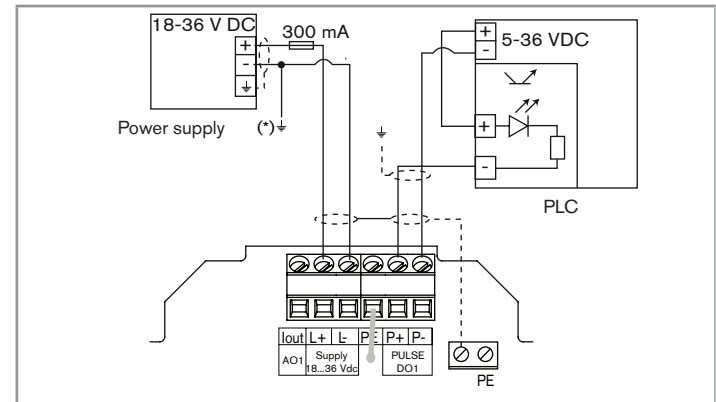 18-36 V DC
300 mA
+
-
Power supply
(*)
+
-
5-36 VDC
+
-
PLC
Iout L+ L- PE P+ P-
AO1
Supply
18...36 Vdc
PULSE
DO1
PE